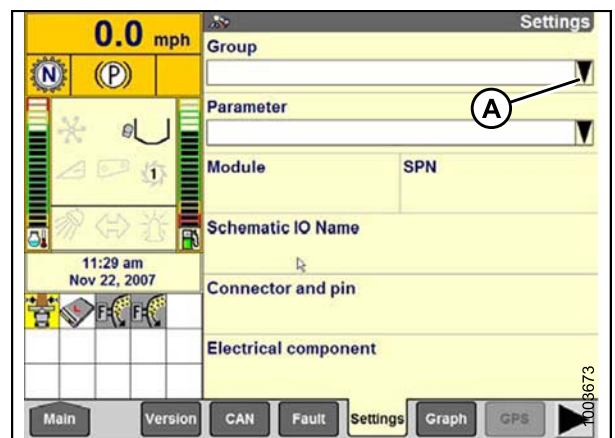 0.0 mph
N (P)
1
11:29 am
Nov 22, 2007
L F F
Settings
Group
A
Parameter
Module SPN
Schematic IO Name
Connector and pin
Electrical component
Main Version CAN Fault Settings Graph GPS
1003673